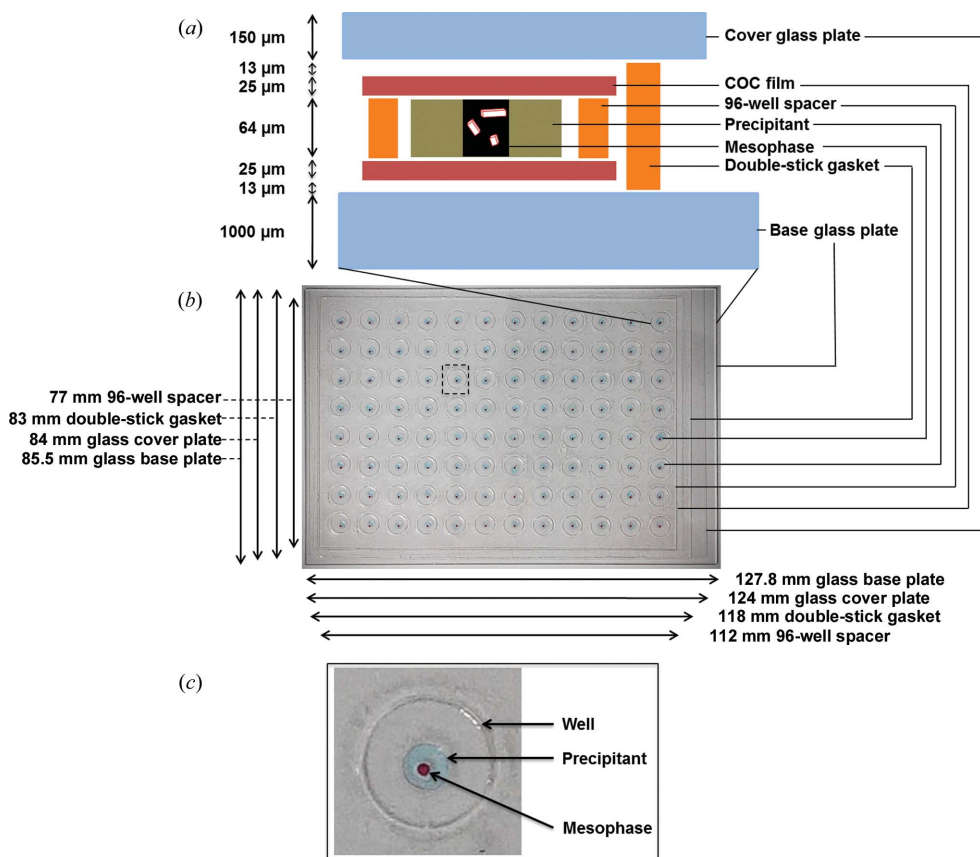 (a)
150 µm
13 µm
25 µm
64 µm
25 µm
13 µm
1000 µm
Cover glass plate
COC film
96-well spacer
Precipitant
Mesophase
Double-stick gasket
Base glass plate
(b)
77 mm 96-well spacer
83 mm double-stick gasket
84 mm glass cover plate
85.5 mm glass base plate
127.8 mm glass base plate
124 mm glass cover plate
118 mm double-stick gasket
112 mm 96-well spacer
(c)
Well
Precipitant
Mesophase